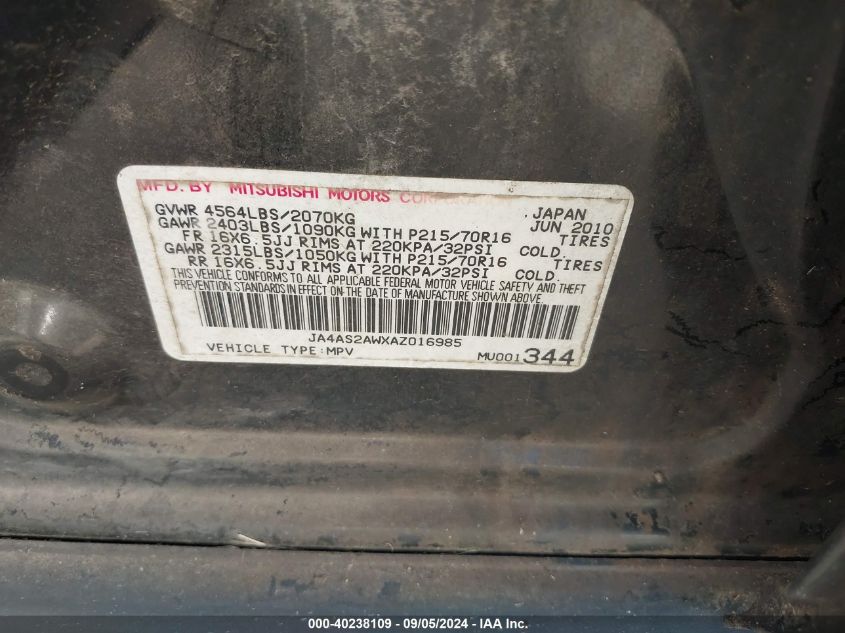 MFD. BY MITSUBISHI MOTORS
GVWR 4564LBS/2070KG JAPAN
GAWR 2403LBS/1090KG WITH P215/70R16 JUN 2010
FR 16X6.5JJ RIMS AT 220KPA/32PSI TIRES COLD.
GAWR 2315LBS/1050KG WITH P215/70R16 TIRES
RR 16X6.5JJ RIMS AT 220KPA/32PSI COLD.
THIS VEHICLE CONFORMS TO ALL APPLICABLE FEDERAL MOTOR VEHICLE SAFETY AND THEFT
PREVENTION STANDARDS IN EFFECT ON THE DATE OF MANUFACTURE SHOWN ABOVE.
JA4AS2AWXAZ016985
VEHICLE TYPE:MPV MU001344
000-40238109 - 09/05/2024 - IAA Inc.